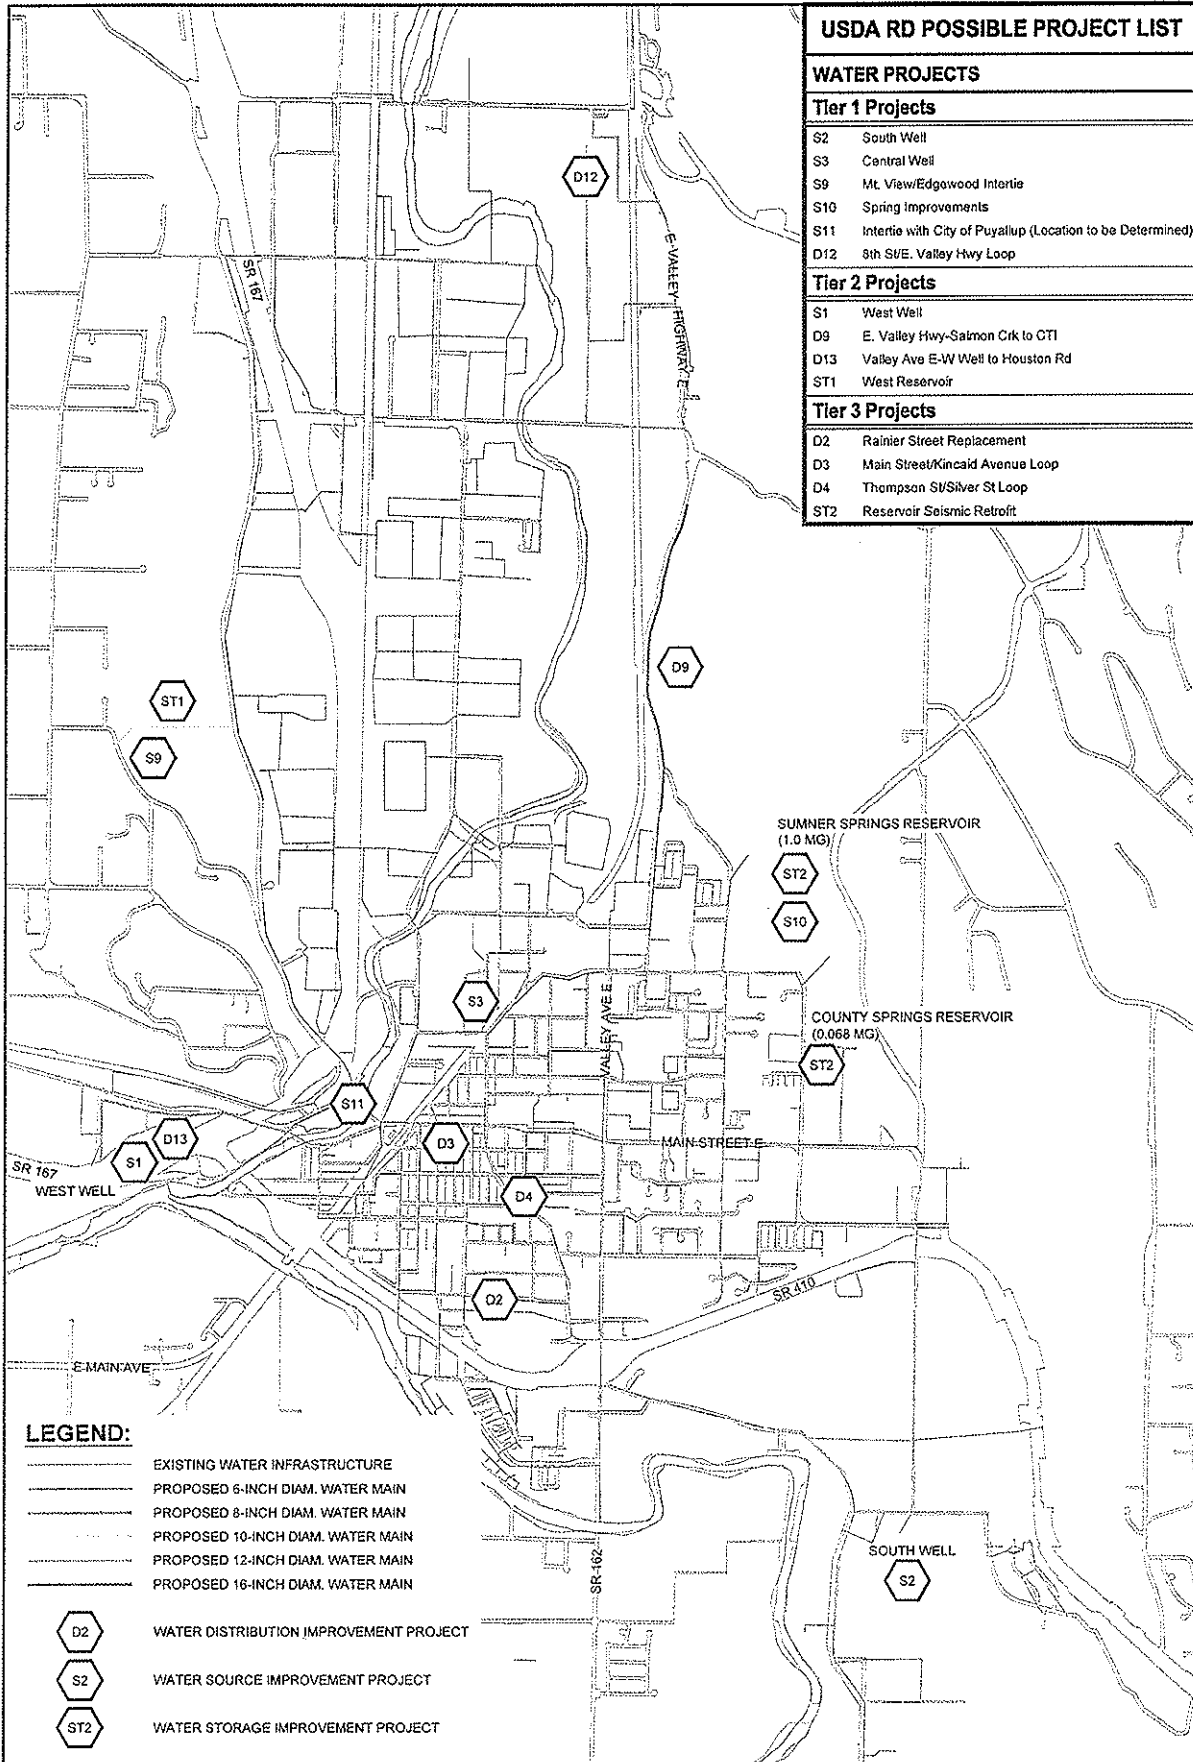 USDA RD POSSIBLE PROJECT LIST
WATER PROJECTS
Tier 1 Projects
S2 South Well
S3 Central Well
S9 Mt. View/Edgewood Intertie
S10 Spring Improvements
S11 Intertie with City of Puyallup (Location to be Determined)
D12 8th St/E. Valley Hwy Loop
Tier 2 Projects
S1 West Well
D9 E. Valley Hwy-Salmon Crk to CTI
D13 Valley Ave E-W Well to Houston Rd
ST1 West Reservoir
Tier 3 Projects
D2 Rainier Street Replacement
D3 Main Street/Kincaid Avenue Loop
D4 Thompson St/Silver St Loop
ST2 Reservoir Seismic Retrofit
D12
E VALLEY HIGHWAY E
SR 167
D9
ST1
S9
SUMNER SPRINGS RESERVOIR
(1.0 MG)
ST2
S10
S3
VALLEY AVE E
COUNTY SPRINGS RESERVOIR
(0.068 MG)
ST2
S11
D13
D3
MAIN STREET E
S1
SR 167
WEST WELL
D4
D2
SR 410
E MAIN AVE
SR 162
SOUTH WELL
S2
LEGEND:
EXISTING WATER INFRASTRUCTURE
PROPOSED 6-INCH DIAM. WATER MAIN
PROPOSED 8-INCH DIAM. WATER MAIN
PROPOSED 10-INCH DIAM. WATER MAIN
PROPOSED 12-INCH DIAM. WATER MAIN
PROPOSED 16-INCH DIAM. WATER MAIN
D2 WATER DISTRIBUTION IMPROVEMENT PROJECT
S2 WATER SOURCE IMPROVEMENT PROJECT
ST2 WATER STORAGE IMPROVEMENT PROJECT